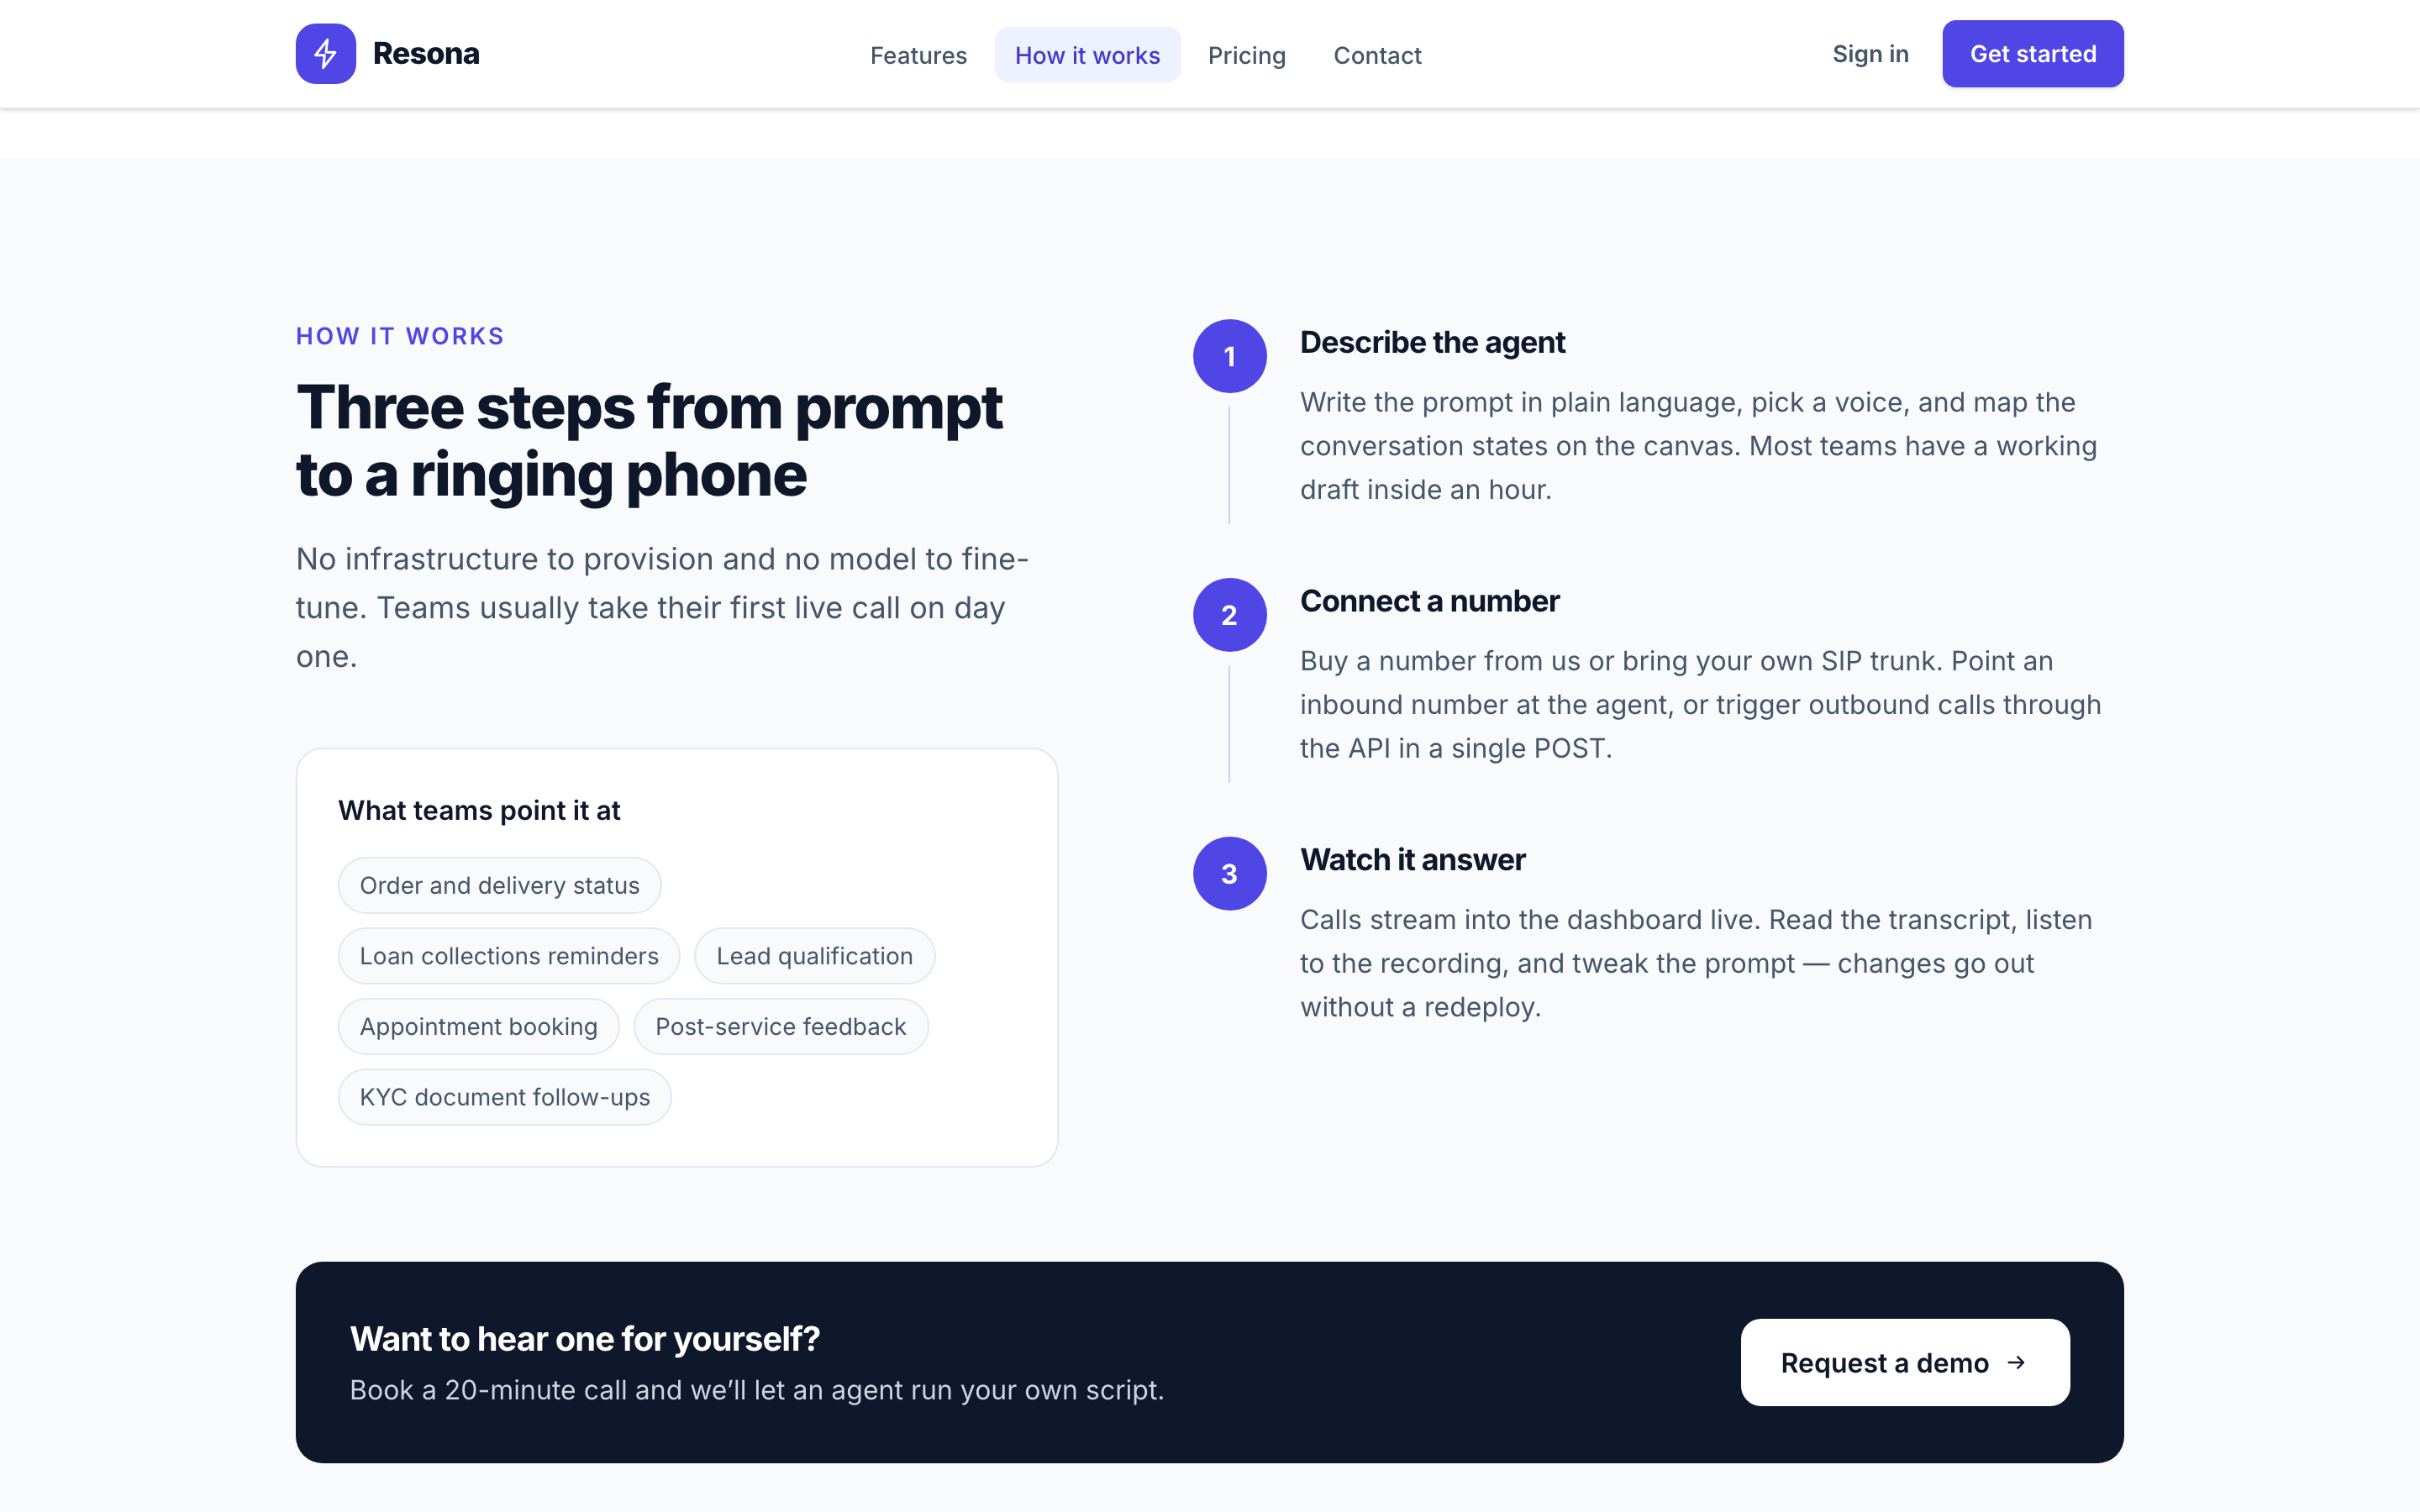 Resona
Features
How it works
Pricing
Contact
Sign in
Get started
HOW IT WORKS
Three steps from prompt
to a ringing phone
No infrastructure to provision and no model to fine-
tune. Teams usually take their first live call on day
one.
What teams point it at
Order and delivery status
Loan collections reminders
Lead qualification
Appointment booking
Post-service feedback
KYC document follow-ups
1
Describe the agent
Write the prompt in plain language, pick a voice, and map the
conversation states on the canvas. Most teams have a working
draft inside an hour.
2
Connect a number
Buy a number from us or bring your own SIP trunk. Point an
inbound number at the agent, or trigger outbound calls through
the API in a single POST.
3
Watch it answer
Calls stream into the dashboard live. Read the transcript, listen
to the recording, and tweak the prompt — changes go out
without a redeploy.
Want to hear one for yourself?
Book a 20-minute call and we’ll let an agent run your own script.
Request a demo →